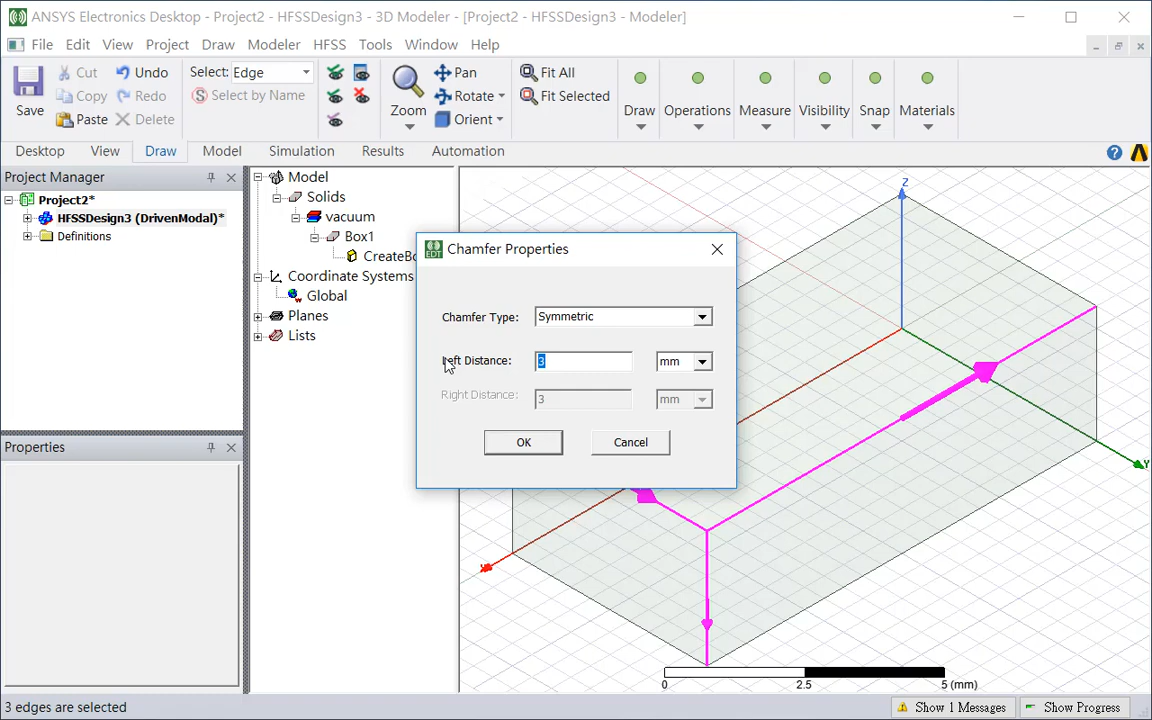 ANSYS Electronics Desktop - Project2 - HFSSDesign3 - 3D Modeler - [Project2 - HFSSDesign3 - Modeler]
File Edit View Project Draw Modeler HFSS Tools Window Help
Save
Cut
Copy
Paste
Undo
Redo
Delete
Select: Edge
Select by Name
Zoom
Pan
Rotate
Orient
Fit All
Fit Selected
Draw
Operations
Measure
Visibility
Snap
Materials
Desktop View Draw Model Simulation Results Automation
Project Manager
Project2*
HFSSDesign3 (DrivenModal)*
Definitions
Properties
Model
Solids
vacuum
Box1
CreateBo
Coordinate Systems
Global
Planes
Lists
EDT
Chamfer Properties
Chamfer Type: Symmetric
Left Distance: 3 mm
Right Distance: 3 mm
OK Cancel
Z
Y
X
0 2.5 5 (mm)
3 edges are selected
Show 1 Messages
Show Progress